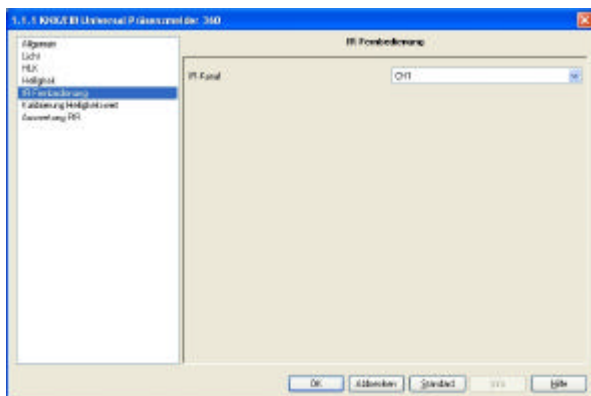 1.1.1 KNX/EIB Universal Präsenzmelder 360
Allgemein
Licht
HLK
Helligkeit
IR Fernbedienung
Kalibrierung Helligkeitswert
Auswertung PIR
IR Fernbedienung
IR-Kanal
CH1
OK
Abbrechen
Standard
Hilfe